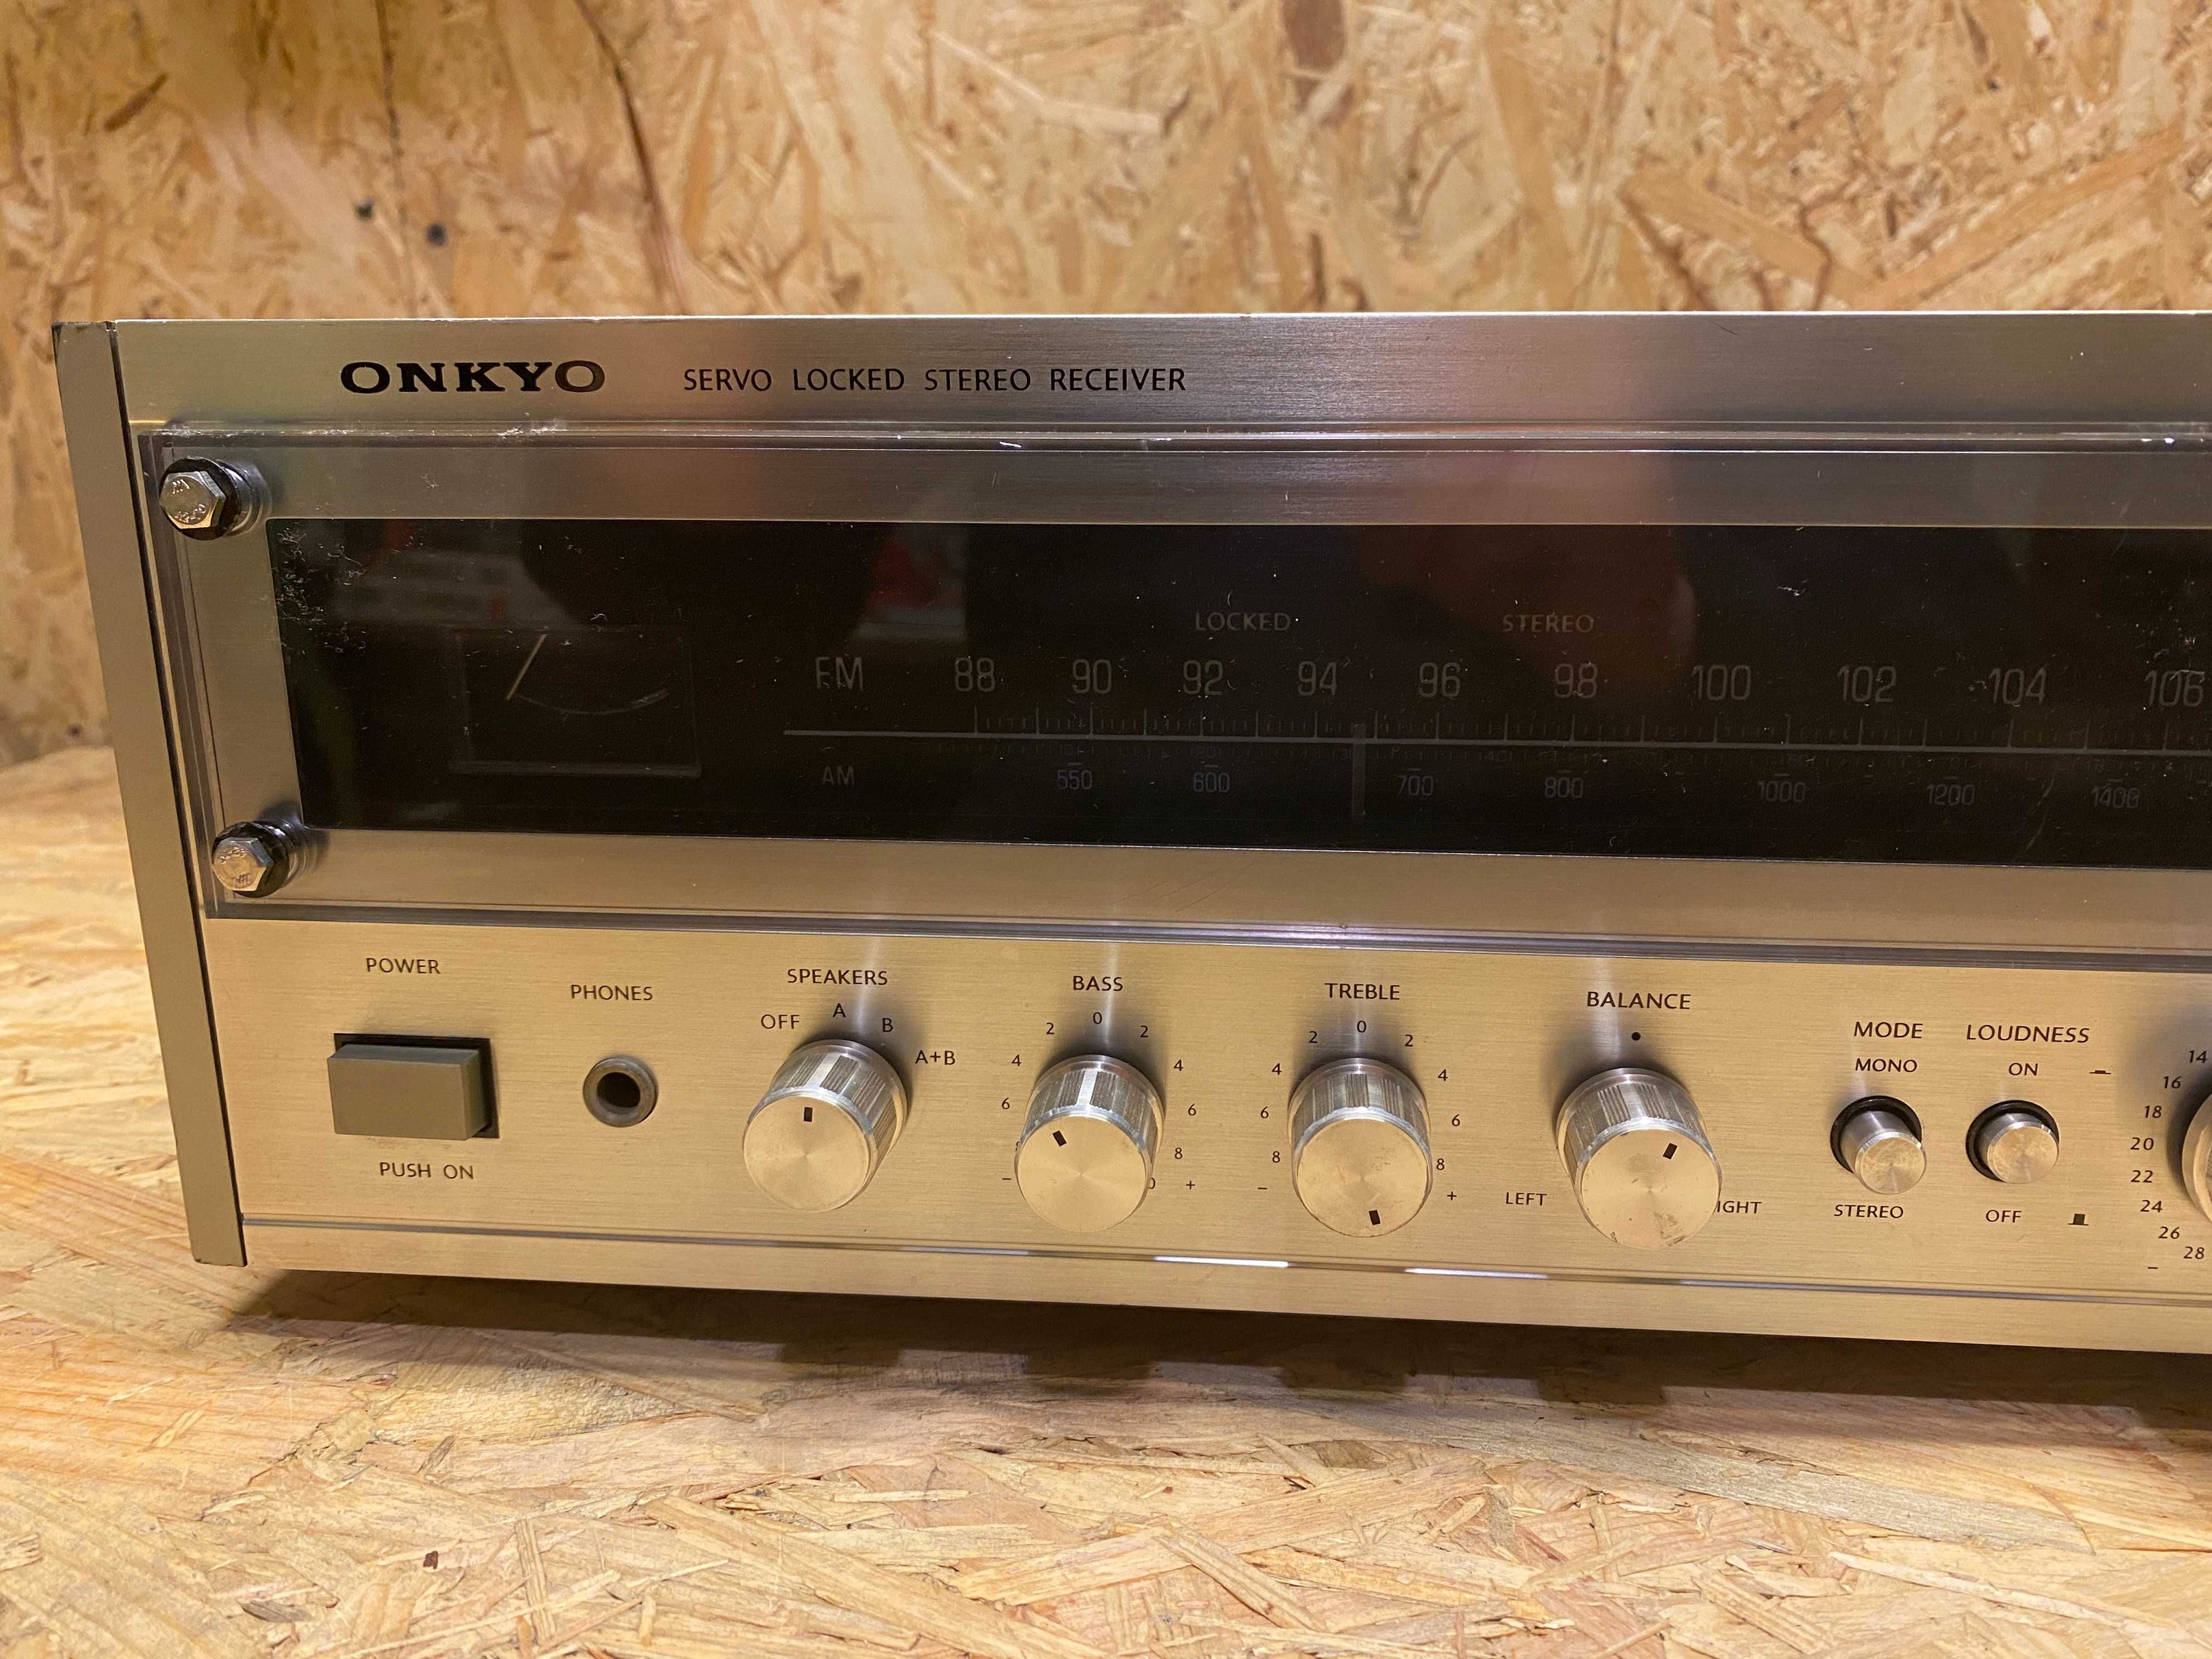 ONKYO SERVO LOCKED STEREO RECEIVER
LOCKED STEREO
FM 88 90 92 94 96 98 100 102 104 106
AM 550 600 700 800 1000 1200 1400
POWER
PUSH ON
PHONES
SPEAKERS
OFF A B A+B
BASS
4 2 0 2 4
6 6
8
- +
TREBLE
4 2 0 2 4
6 6
8 8
- +
BALANCE
LEFT IGHT
MODE
MONO
STEREO
LOUDNESS
ON
OFF
14
16
18
20
22
24
26
28
-